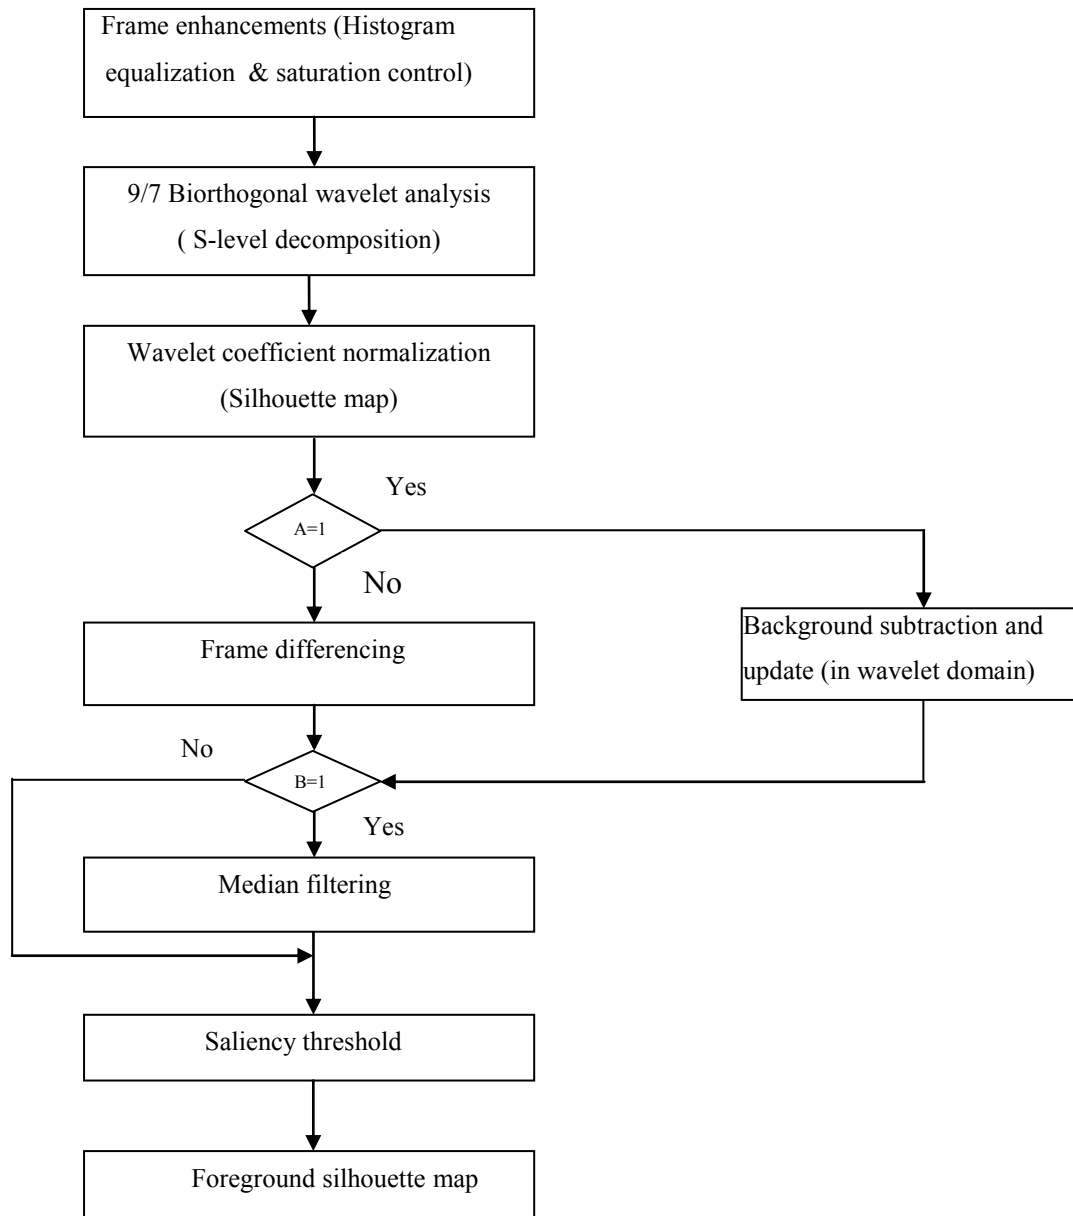 Frame enhancements (Histogram
equalization & saturation control)
9/7 Biorthogonal wavelet analysis
( S-level decomposition)
Wavelet coefficient normalization
(Silhouette map)
Yes
A=1
No
Frame differencing
Background subtraction and
update (in wavelet domain)
No
B=1
Yes
Median filtering
Saliency threshold
Foreground silhouette map